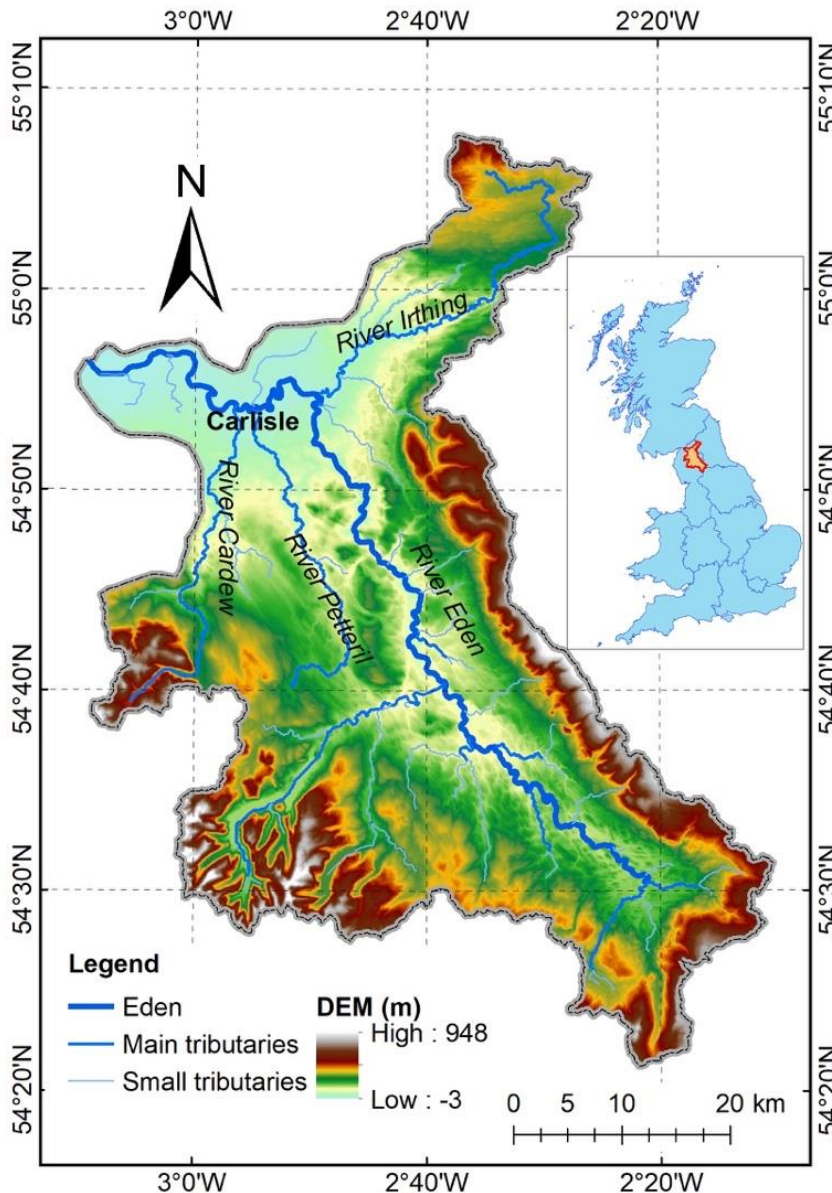 3°0'W 2°40'W 2°20'W
55°10'N 55°10'N
N
55°0'N 55°0'N
River Irthing
Carlisle
54°50'N 54°50'N
River Cardew
River Petteril
River Eden
54°40'N 54°40'N
54°30'N 54°30'N
Legend
Eden
Main tributaries
Small tributaries
DEM (m)
High : 948
Low : -3
54°20'N 54°20'N
0 5 10 20 km
3°0'W 2°40'W 2°20'W